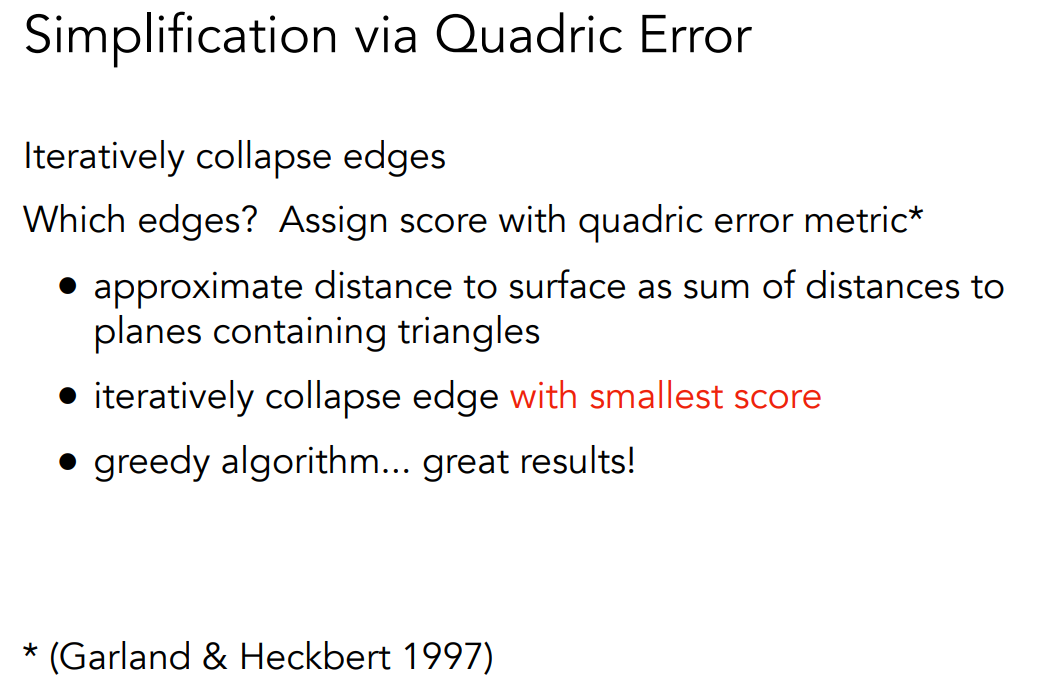 Simplification via Quadric Error
Iteratively collapse edges
Which edges? Assign score with quadric error metric*
• approximate distance to surface as sum of distances to
planes containing triangles
• iteratively collapse edge with smallest score
• greedy algorithm... great results!
* (Garland & Heckbert 1997)